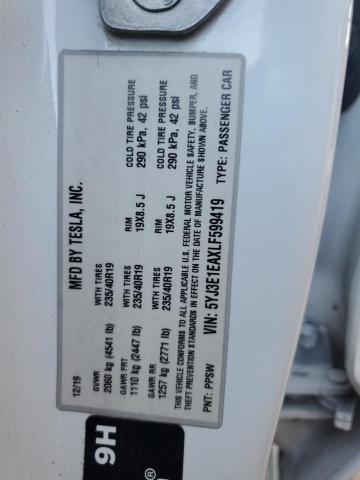 MFD BY TESLA, INC.
12/19
GVWR WITH TIRES RIM COLD TIRE PRESSURE
2060 kg (4541 lb) 235/40R19 19X8.5 J 290 kPa, 42 psi
GAWR FRT WITH TIRES RIM COLD TIRE PRESSURE
1110 kg (2447 lb) 235/40R19 19X8.5 J 290 kPa, 42 psi
GAWR RR
1257 kg (2771 lb)
THIS VEHICLE CONFORMS TO ALL APPLICABLE U.S. FEDERAL MOTOR VEHICLE SAFETY, BUMPER, AND
THEFT PREVENTION STANDARDS IN EFFECT ON THE DATE OF MANUFACTURE SHOWN ABOVE.
VIN: 5YJ3E1EAXLF599419
PNT: PPSW TYPE: PASSENGER CAR
9H
®